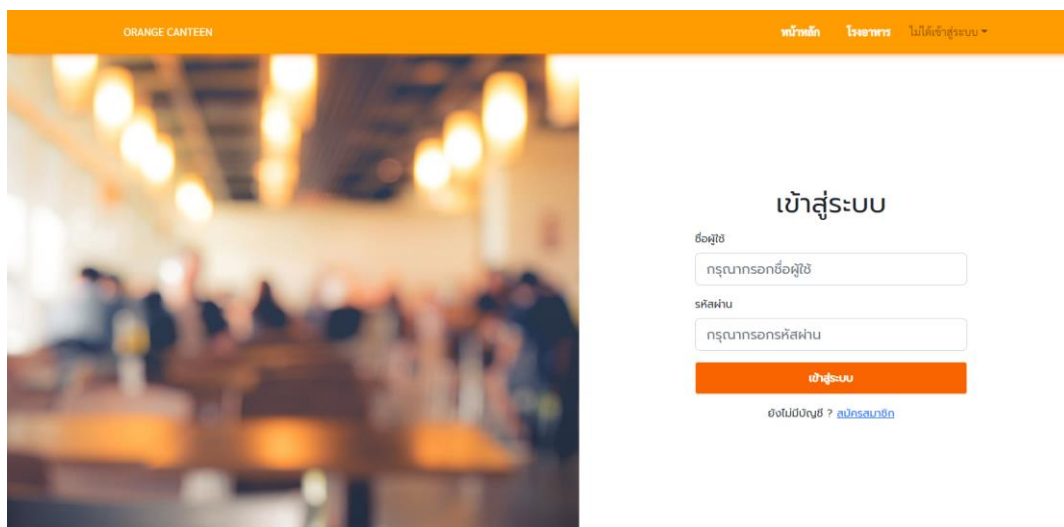 ORANGE CANTEEN
หน้าหลัก โรงอาหาร ไม่ได้เข้าสู่ระบบ
เข้าสู่ระบบ
ชื่อผู้ใช้
กรุณากรอกชื่อผู้ใช้
รหัสผ่าน
กรุณากรอกรหัสผ่าน
เข้าสู่ระบบ
ยังไม่มีบัญชี ? สมัครสมาชิก